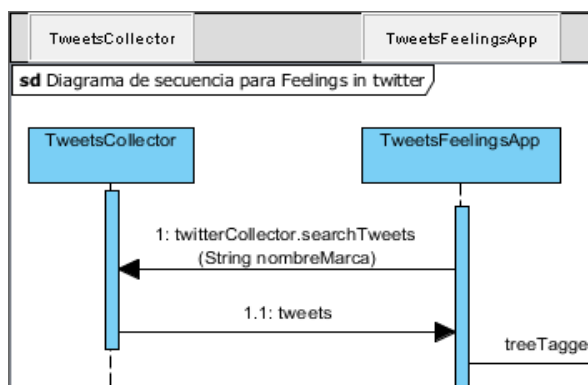 TweetsCollector
TweetsFeelingsApp
sd Diagrama de secuencia para Feelings in twitter
TweetsCollector
TweetsFeelingsApp
1: twitterCollector.searchTweets
(String nombreMarca)
1.1: tweets
treeTagge